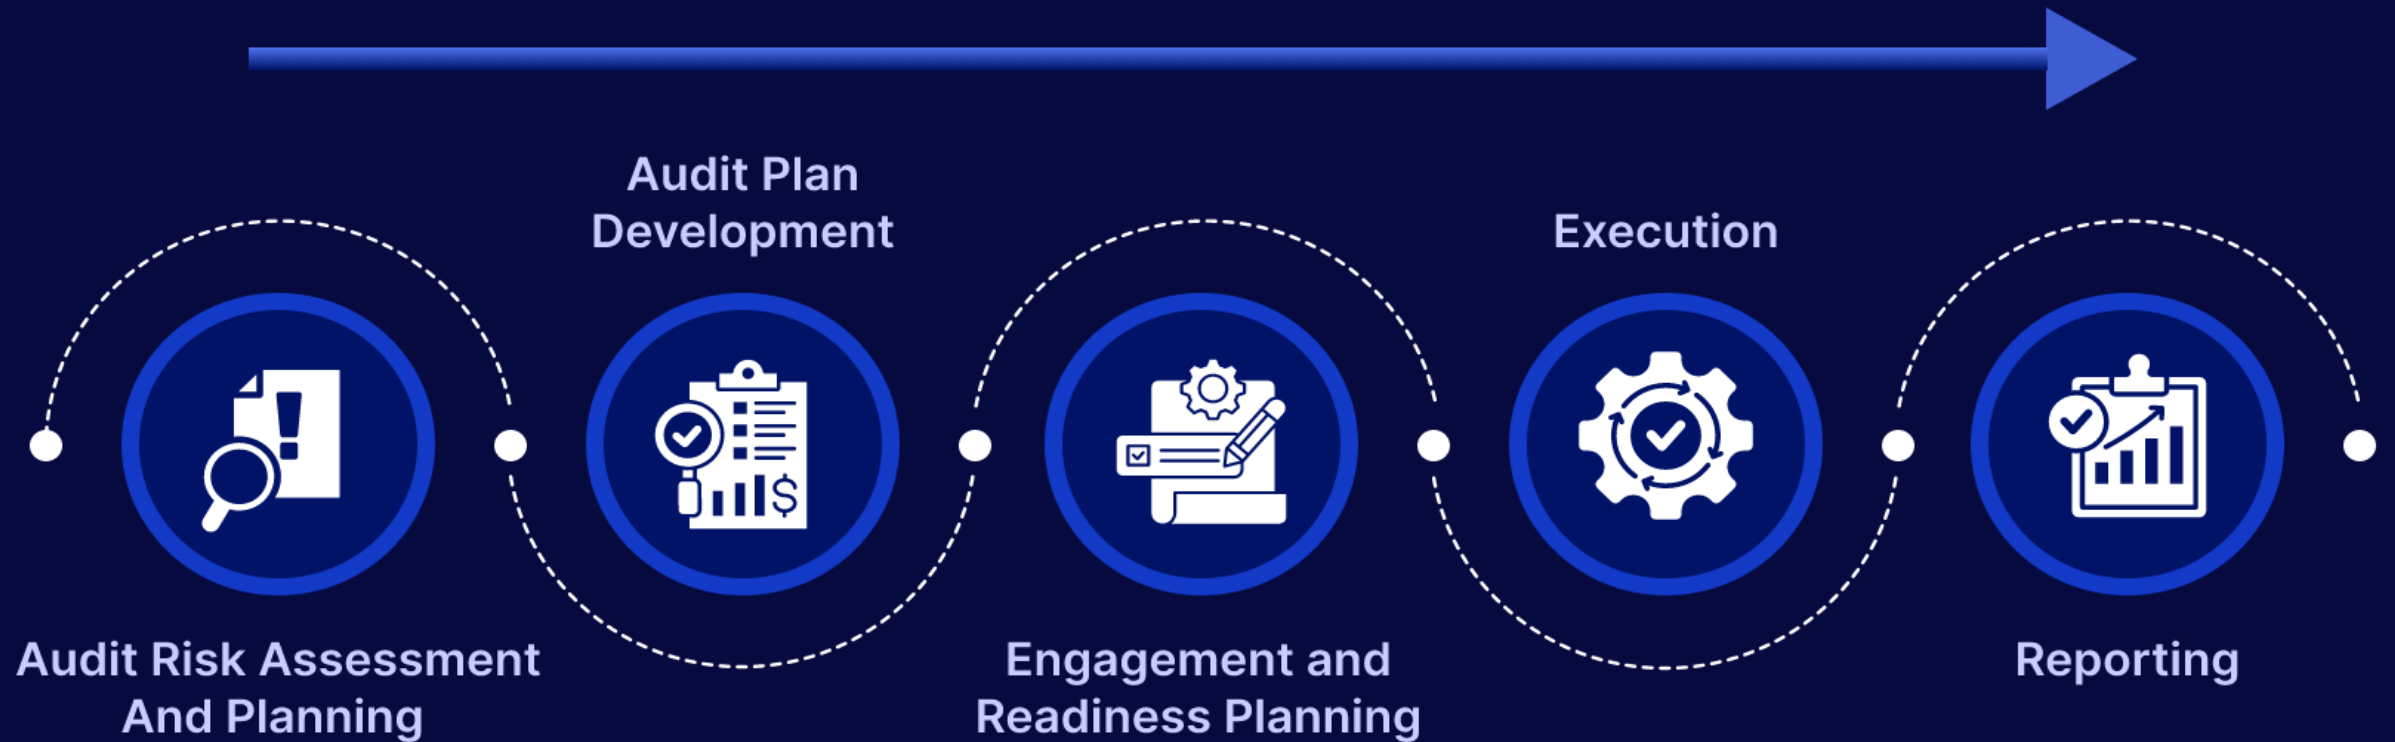 Audit Risk Assessment
And Planning
Audit Plan
Development
Engagement and
Readiness Planning
Execution
Reporting